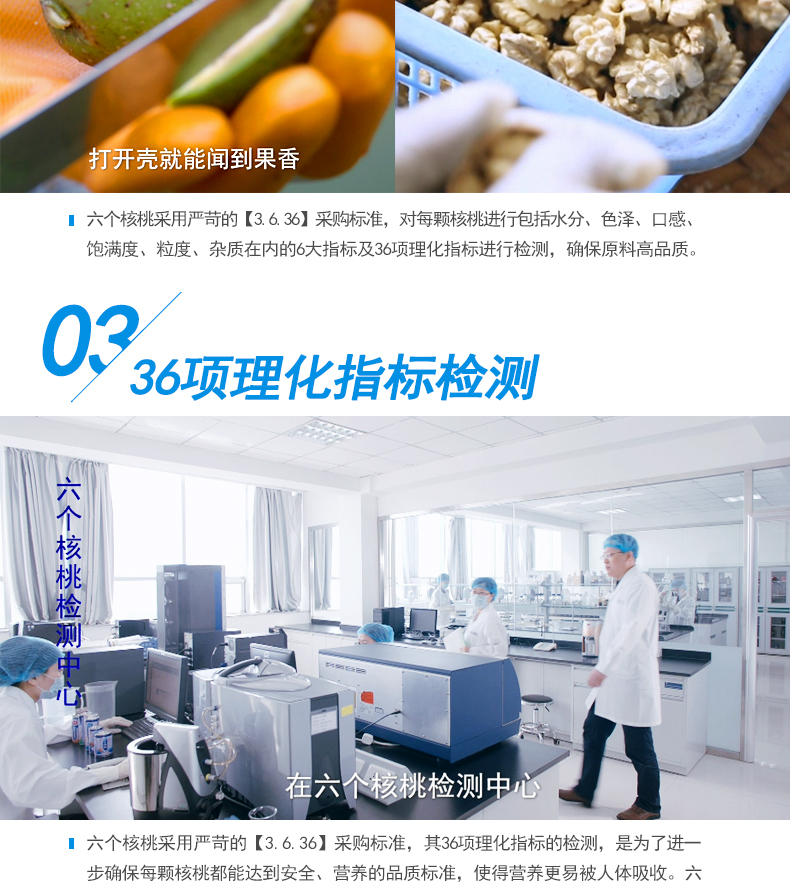 打开壳就能闻到果香
六个核桃采用严苛的【3.6.36】采购标准，对每颗核桃进行包括水分、色泽、口感、
饱满度、粒度、杂质在内的6大指标及36项理化指标进行检测，确保原料高品质。
03
36项理化指标检测
六个核桃检测中心
在六个核桃检测中心
六个核桃采用严苛的【3.6.36】采购标准，其36项理化指标的检测，是为了进一
步确保每颗核桃都能达到安全、营养的品质标准，使得营养更易被人体吸收。六